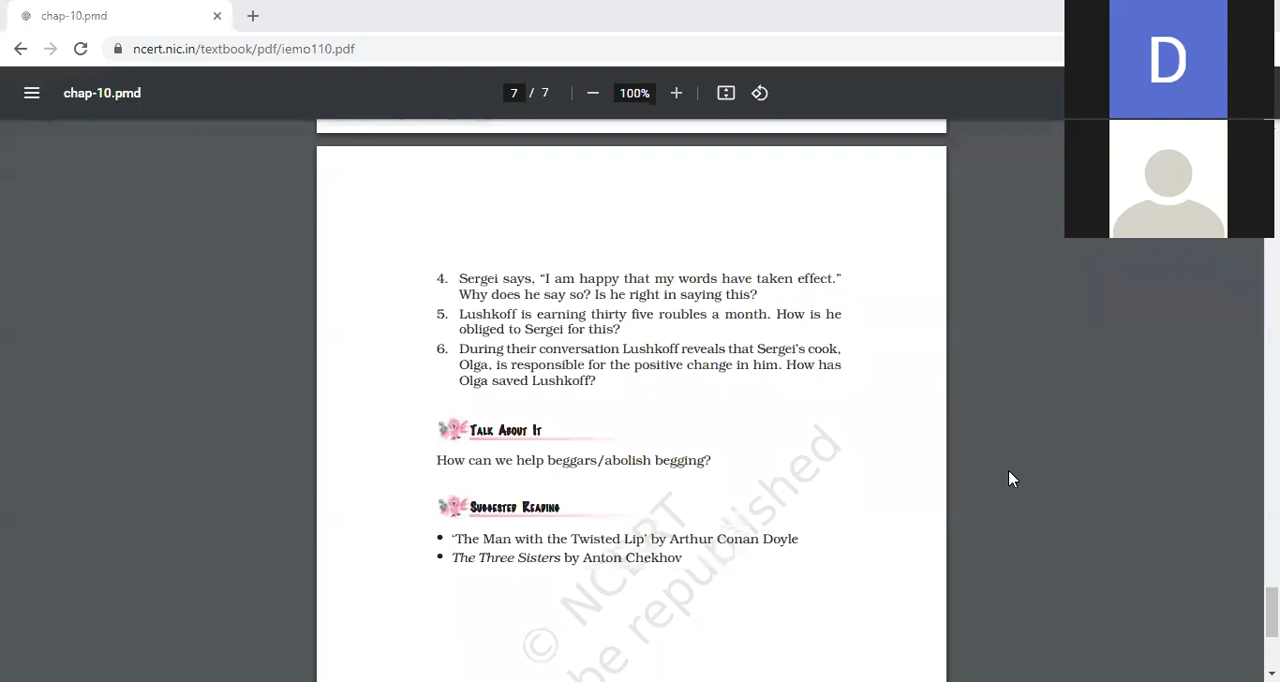 chap-10.pmd
ncert.nic.in/textbook/pdf/iemo110.pdf
chap-10.pmd
7 / 7
100%
D
4. Sergei says, “I am happy that my words have taken effect.”
Why does he say so? Is he right in saying this?
5. Lushkoff is earning thirty five roubles a month. How is he
obliged to Sergei for this?
6. During their conversation Lushkoff reveals that Sergei’s cook,
Olga, is responsible for the positive change in him. How has
Olga saved Lushkoff?
Talk About It
How can we help beggars/abolish begging?
Suggested Reading
• ‘The Man with the Twisted Lip’ by Arthur Conan Doyle
• The Three Sisters by Anton Chekhov
© NCERT
be republished